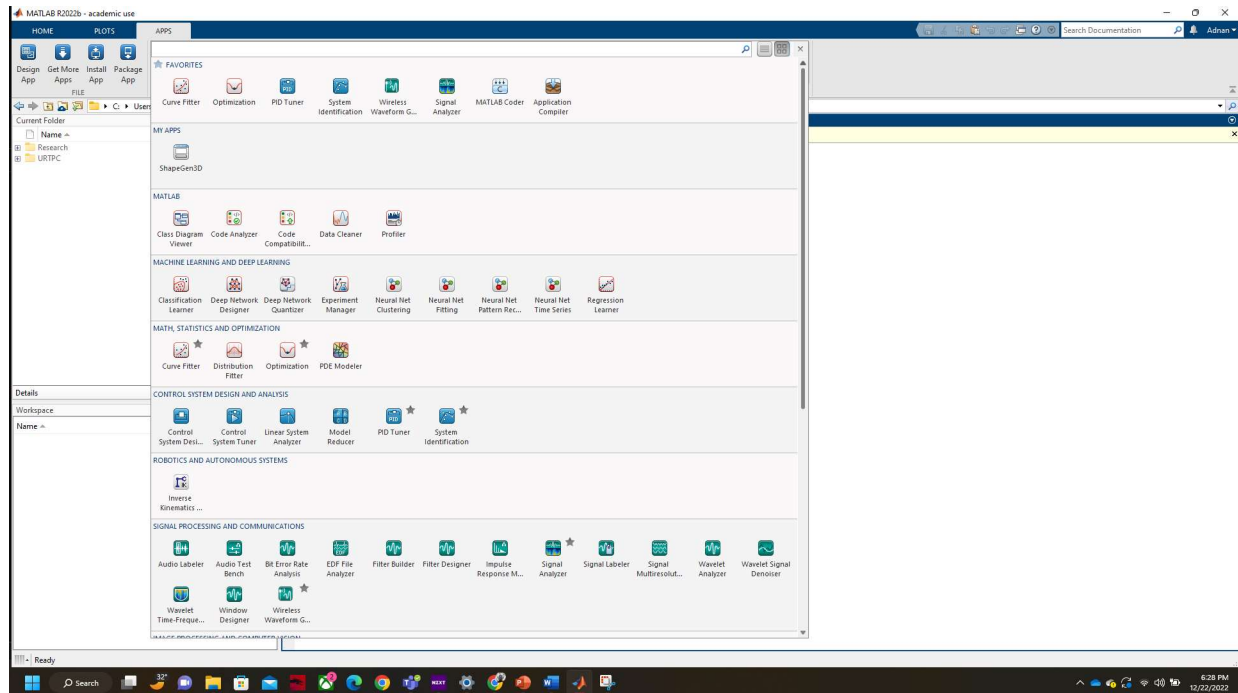 MATLAB R2022b - academic use
HOME PLOTS APPS
Search Documentation Adnan
Design App
Get More Apps
Install App
Package App
FILE
C: Users
Current Folder
Name
Research
URTPC
Details
Workspace
Name
FAVORITES
Curve Fitter
Optimization
PID Tuner
System Identification
Wireless Waveform G...
Signal Analyzer
MATLAB Coder
Application Compiler
MY APPS
ShapeGen3D
MATLAB
Class Diagram Viewer
Code Analyzer
Code Compatibilit...
Data Cleaner
Profiler
MACHINE LEARNING AND DEEP LEARNING
Classification Learner
Deep Network Designer
Deep Network Quantizer
Experiment Manager
Neural Net Clustering
Neural Net Fitting
Neural Net Pattern Rec...
Neural Net Time Series
Regression Learner
MATH, STATISTICS AND OPTIMIZATION
Curve Fitter
Distribution Fitter
Optimization
PDE Modeler
CONTROL SYSTEM DESIGN AND ANALYSIS
Control System Desi...
Control System Tuner
Linear System Analyzer
Model Reducer
PID Tuner
System Identification
ROBOTICS AND AUTONOMOUS SYSTEMS
Inverse Kinematics ...
SIGNAL PROCESSING AND COMMUNICATIONS
Audio Labeler
Audio Test Bench
Bit Error Rate Analysis
EDF File Analyzer
Filter Builder
Filter Designer
Impulse Response M...
Signal Analyzer
Signal Labeler
Signal Multiresolut...
Wavelet Analyzer
Wavelet Signal Denoiser
Wavelet Time-Freque...
Window Designer
Wireless Waveform G...
IMAGE PROCESSING AND COMPUTER VISION
Ready
Search
32°
6:28 PM
12/22/2022